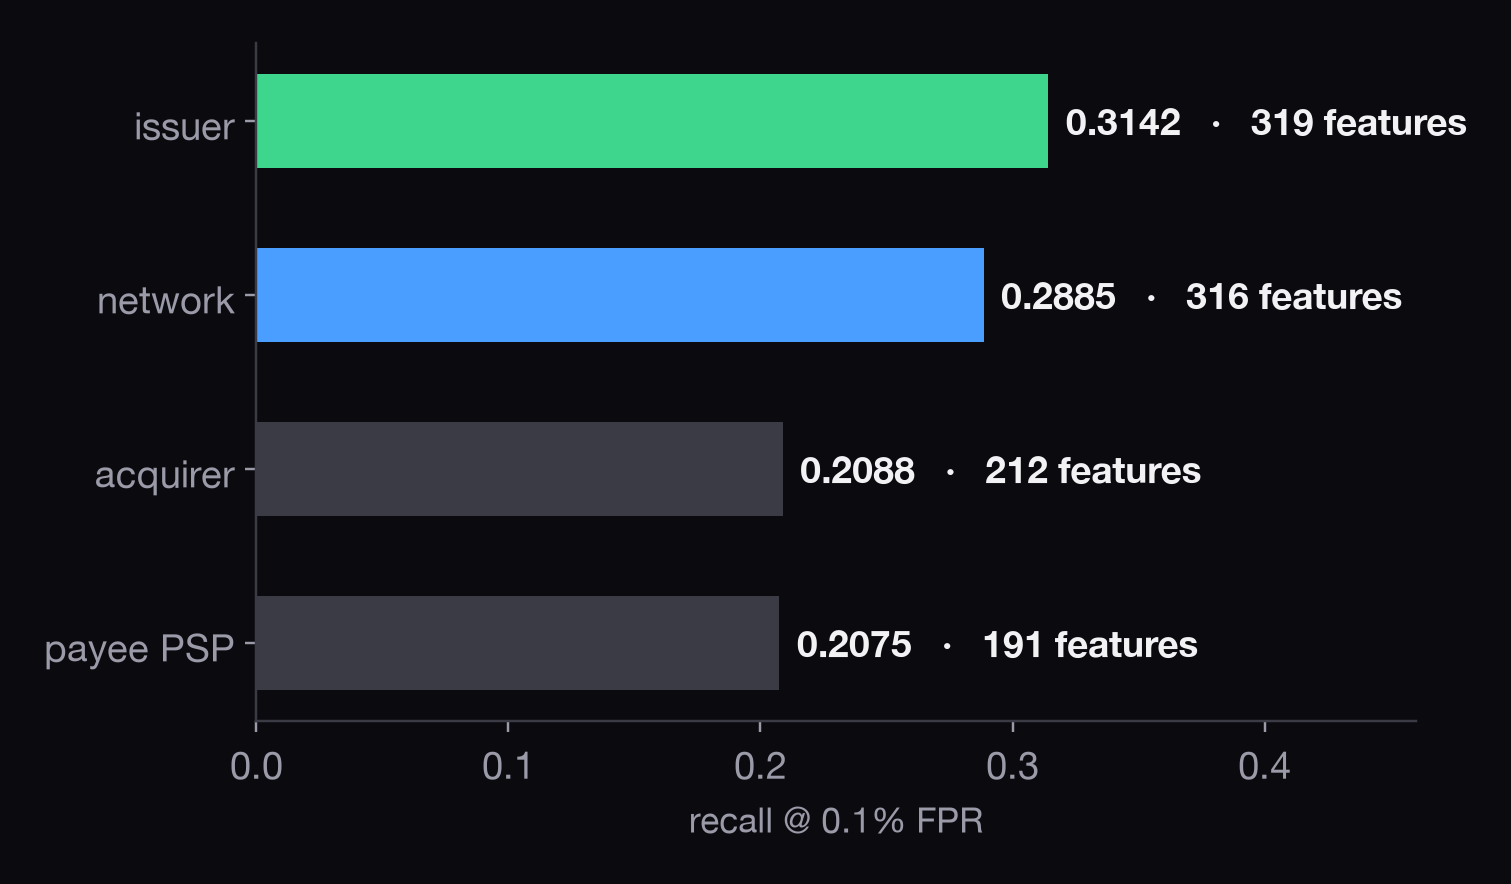 issuer 0.3142 · 319 features
network 0.2885 · 316 features
acquirer 0.2088 · 212 features
payee PSP 0.2075 · 191 features
0.0 0.1 0.2 0.3 0.4
recall @ 0.1% FPR